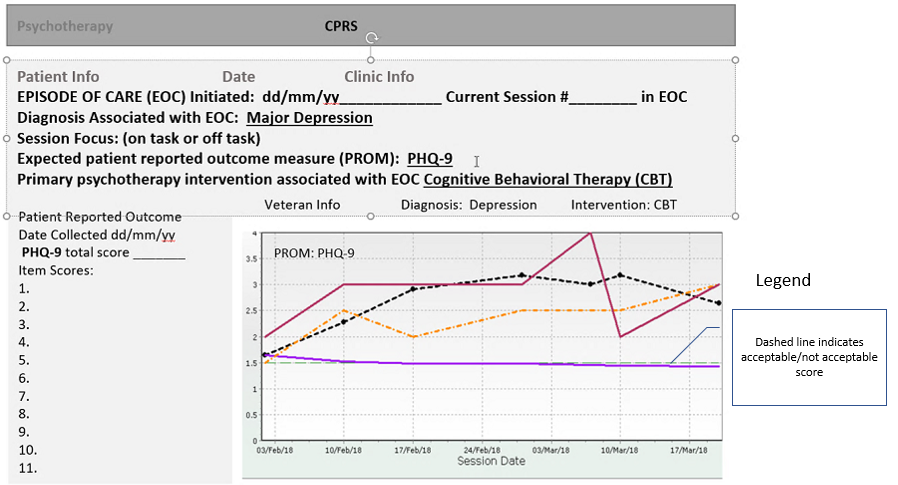 Psychotherapy CPRS
Patient Info Date Clinic Info
EPISODE OF CARE (EOC) Initiated: dd/mm/yy____________ Current Session #________ in EOC
Diagnosis Associated with EOC: Major Depression
Session Focus: (on task or off task)
Expected patient reported outcome measure (PROM): PHQ-9
Primary psychotherapy intervention associated with EOC Cognitive Behavioral Therapy (CBT)
Veteran Info Diagnosis: Depression Intervention: CBT
Patient Reported Outcome
Date Collected dd/mm/yy
PHQ-9 total score _______
Item Scores:
1.
2.
3.
4.
5.
6.
7.
8.
9.
10.
11.
PROM: PHQ-9
4
3.5
3
2.5
2
1.5
1
0.5
0
03/Feb/18 10/Feb/18 17/Feb/18 24/Feb/18 03/Mar/18 10/Mar/18 17/Mar/18
Session Date
Legend
Dashed line indicates
acceptable/not acceptable
score